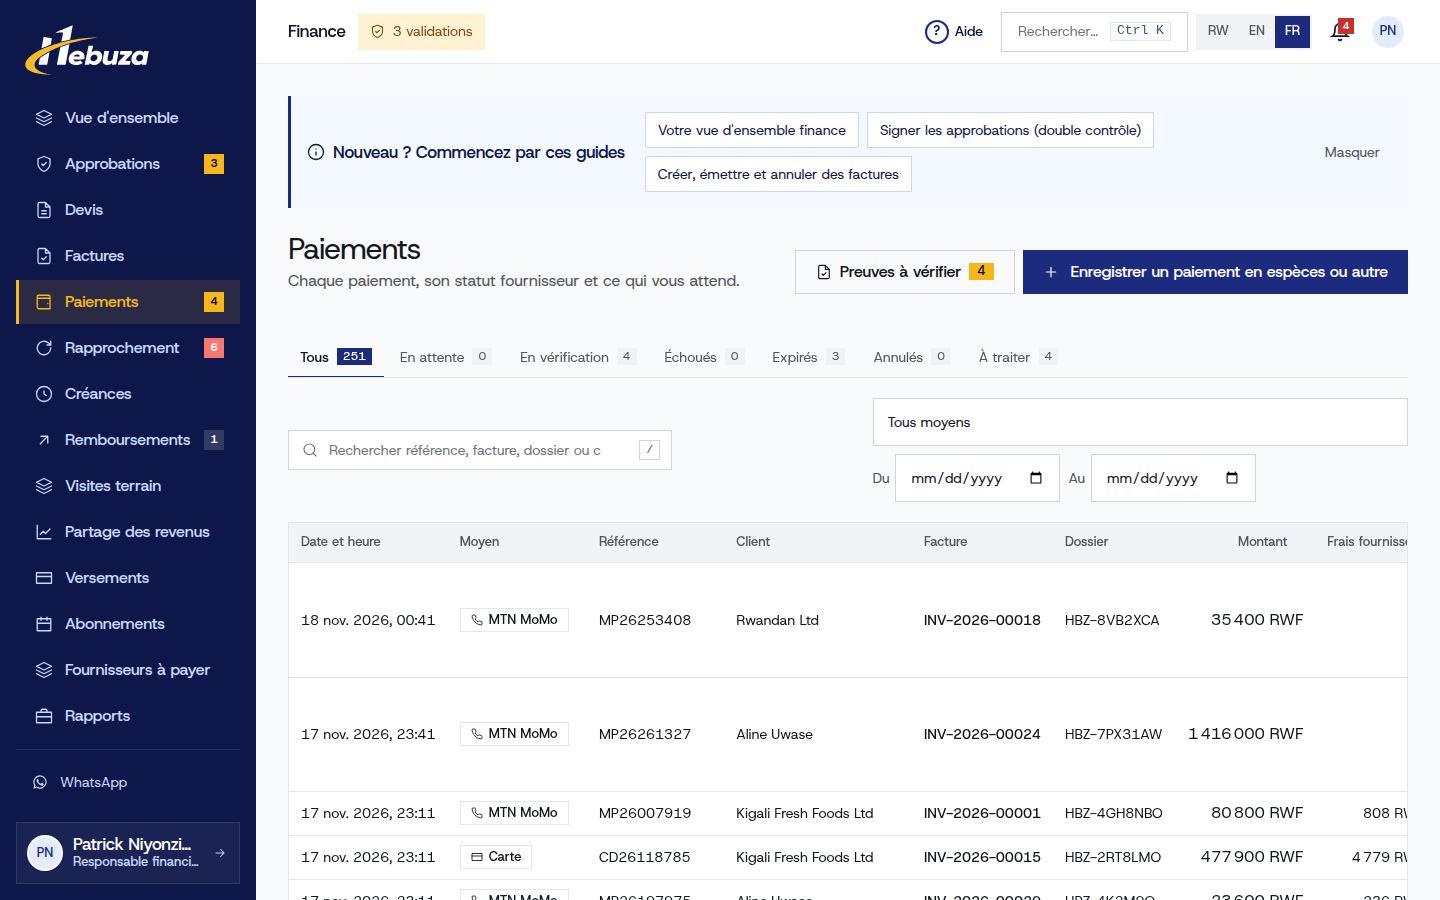 Hebuza
Vue d'ensemble
Approbations 3
Devis
Factures
Paiements 4
Rapprochement 6
Créances
Remboursements 1
Visites terrain
Partage des revenus
Versements
Abonnements
Fournisseurs à payer
Rapports
WhatsApp
PN Patrick Niyonzi...
Responsable financi...
Finance 3 validations ? Aide Rechercher... Ctrl K RW EN FR 4 PN
Nouveau ? Commencez par ces guides
Votre vue d'ensemble finance
Signer les approbations (double contrôle)
Créer, émettre et annuler des factures
Masquer
Paiements
Chaque paiement, son statut fournisseur et ce qui vous attend.
Preuves à vérifier 4
Enregistrer un paiement en espèces ou autre
Tous 251 En attente 0 En vérification 4 Échoués 0 Expirés 3 Annulés 0 À traiter 4
Rechercher référence, facture, dossier ou c /
Tous moyens
Du mm/dd/yyyy Au mm/dd/yyyy
Date et heure Moyen Référence Client Facture Dossier Montant Frais fournisse
18 nov. 2026, 00:41 MTN MoMo MP26253408 Rwandan Ltd INV-2026-00018 HBZ-8VB2XCA 35 400 RWF
17 nov. 2026, 23:41 MTN MoMo MP26261327 Aline Uwase INV-2026-00024 HBZ-7PX31AW 1 416 000 RWF
17 nov. 2026, 23:11 MTN MoMo MP26007919 Kigali Fresh Foods Ltd INV-2026-00001 HBZ-4GH8NBO 80 800 RWF 808 RW
17 nov. 2026, 23:11 Carte CD26118785 Kigali Fresh Foods Ltd INV-2026-00015 HBZ-2RT8LMO 477 900 RWF 4 779 RW